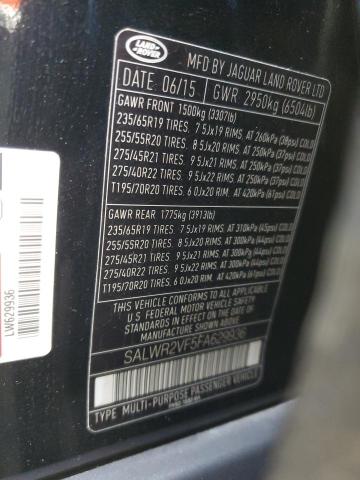 LAND ROVER
MFD BY JAGUAR LAND ROVER LTD
DATE 06/15 GWR 2950kg (6504lb)
GAWR FRONT 1500kg (3307lb)
235/65R19 TIRES. 7.5Jx19 RIMS. AT 260kPa (38psi) COLD
255/55R20 TIRES. 8.5Jx20 RIMS. AT 250kPa (37psi) COLD
275/45R21 TIRES. 9.5Jx21 RIMS. AT 250kPa (37psi) COLD
275/40R22 TIRES. 9.5Jx22 RIMS. AT 250kPa (37psi) COLD
T195/70R20 TIRES. 6.0Jx20 RIMS. AT 420kPa (61psi) COLD
GAWR REAR 1775kg (3913lb)
235/65R19 TIRES. 7.5Jx19 RIMS. AT 310kPa (45psi) COLD
255/55R20 TIRES. 8.5Jx20 RIMS. AT 300kPa (44psi) COLD
275/45R21 TIRES. 9.5Jx21 RIMS. AT 300kPa (44psi) COLD
275/40R22 TIRES. 9.5Jx22 RIMS. AT 300kPa (44psi) COLD
T195/70R20 TIRES. 6.0Jx20 RIMS. AT 420kPa (61psi) COLD
THIS VEHICLE CONFORMS TO ALL APPLICABLE
U.S FEDERAL MOTOR VEHICLE SAFETY
STANDARDS IN EFFECT ON THE DATE OF
MANUFACTURE SHOWN ABOVE.
SALWR2VF5FA629936
TYPE MULTI-PURPOSE PASSENGER VEHICLE
LW629936